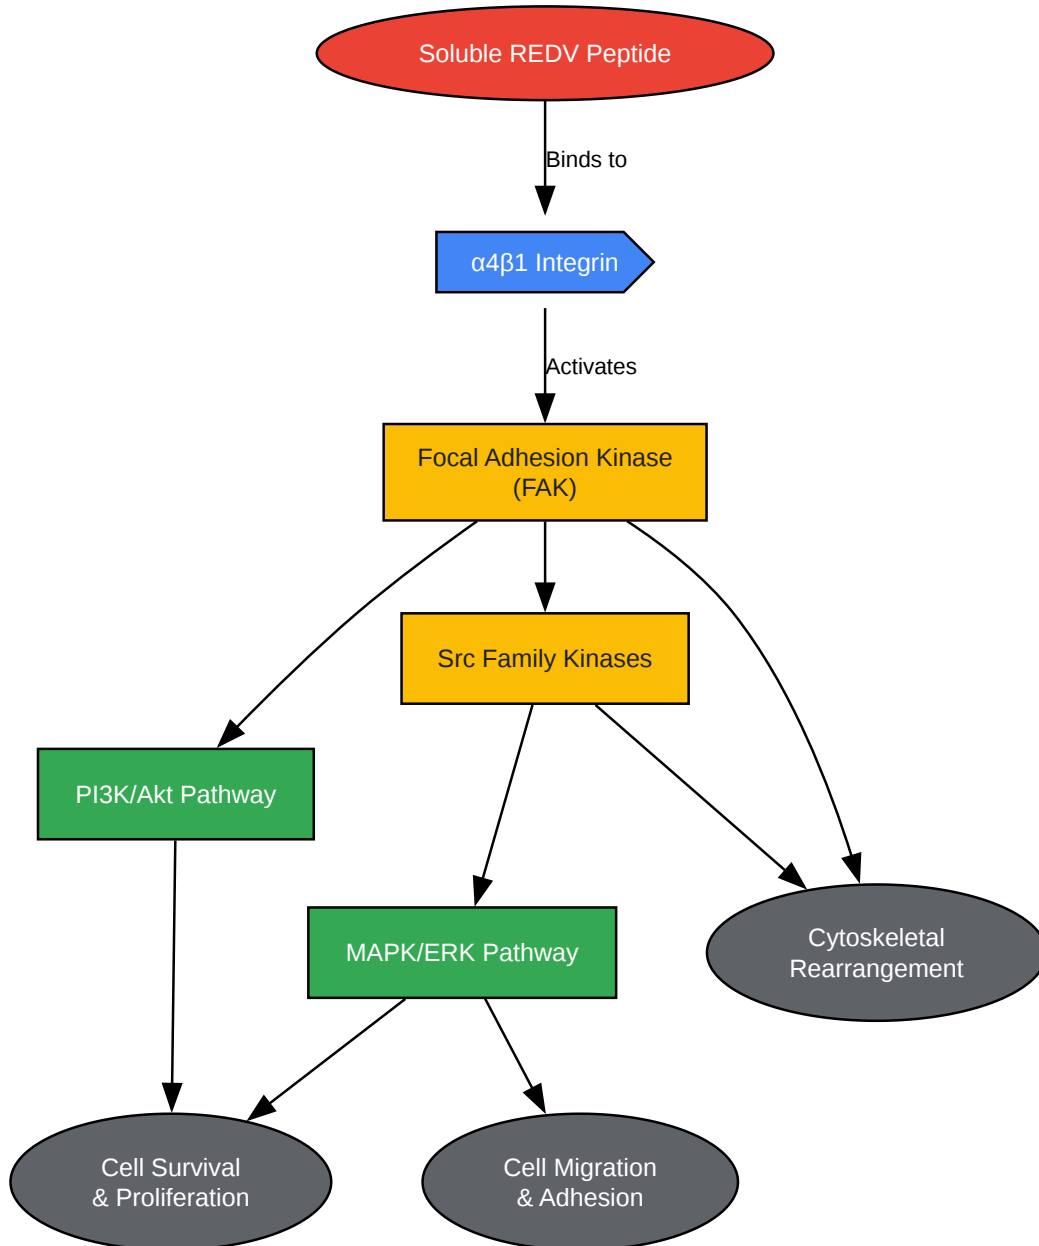 Soluble REDV Peptide
Binds to
α4β1 Integrin
Activates
Focal Adhesion Kinase
(FAK)
Src Family Kinases
PI3K/Akt Pathway
MAPK/ERK Pathway
Cytoskeletal
Rearrangement
Cell Survival
& Proliferation
Cell Migration
& Adhesion